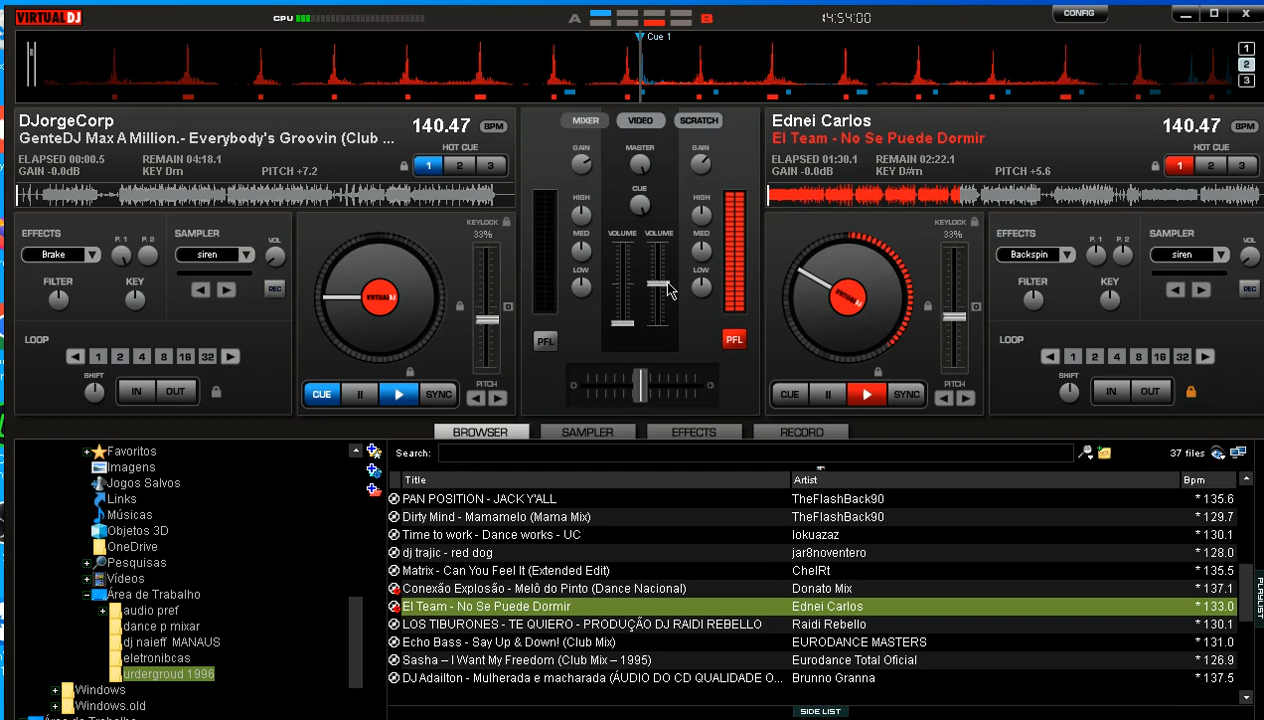 VIRTUAL DJ
CPU
A
B
14:54:00
CONFIG
Cue 1
1
2
3
DJorgeCorp
GenteDJ Max A Million.- Everybody's Groovin (Club ...
140.47 BPM
ELAPSED 00:00.5 REMAIN 04:18.1
GAIN -0.0dB KEY Dm PITCH +7.2
HOT CUE
1 2 3
MIXER VIDEO SCRATCH
GAIN MASTER GAIN
CUE
HIGH HIGH
VOLUME VOLUME
MED MED
LOW LOW
PFL PFL
Ednei Carlos
El Team - No Se Puede Dormir
140.47 BPM
ELAPSED 01:30.1 REMAIN 02:22.1
GAIN -0.0dB KEY D#m PITCH +5.6
HOT CUE
1 2 3
EFFECTS
Brake
P. 1 P. 2
SAMPLER
siren
VOL
FILTER KEY
REC
LOOP
1 2 4 8 16 32
SHIFT
IN OUT
KEYLOCK
33%
VIRTUAL DJ
PITCH
CUE SYNC
KEYLOCK
33%
VIRTUAL DJ
PITCH
CUE SYNC
EFFECTS
Backspin
P. 1 P. 2
SAMPLER
siren
VOL
FILTER KEY
REC
LOOP
1 2 4 8 16 32
SHIFT
IN OUT
BROWSER SAMPLER EFFECTS RECORD
Favoritos
Imagens
Jogos Salvos
Links
Músicas
Objetos 3D
OneDrive
Pesquisas
Vídeos
Área de Trabalho
audio pref
dance p mixar
dj naieff MANAUS
eletronibcas
urdergroud 1996
Windows
Windows.old
Área de Trabalho
Search:
37 files
Title Artist Bpm
PAN POSITION - JACK Y'ALL TheFlashBack90 * 135.6
Dirty Mind - Mamamelo (Mama Mix) TheFlashBack90 * 129.7
Time to work - Dance works - UC lokuazaz * 130.1
dj trajic - red dog jar8noventero * 128.0
Matrix - Can You Feel It (Extended Edit) ChelRt * 135.5
Conexão Explosão - Melô do Pinto (Dance Nacional) Donato Mix * 137.1
El Team - No Se Puede Dormir Ednei Carlos * 133.0
LOS TIBURONES - TE QUIERO - PRODUÇÃO DJ RAIDI REBELLO Raidi Rebello * 130.1
Echo Bass - Say Up & Down! (Club Mix) EURODANCE MASTERS * 131.0
Sasha – I Want My Freedom (Club Mix – 1995) Eurodance Total Oficial * 126.9
DJ Adailton - Mulherada e macharada (ÁUDIO DO CD QUALIDADE O... Brunno Granna * 137.5
SIDE LIST
PLAYLIST